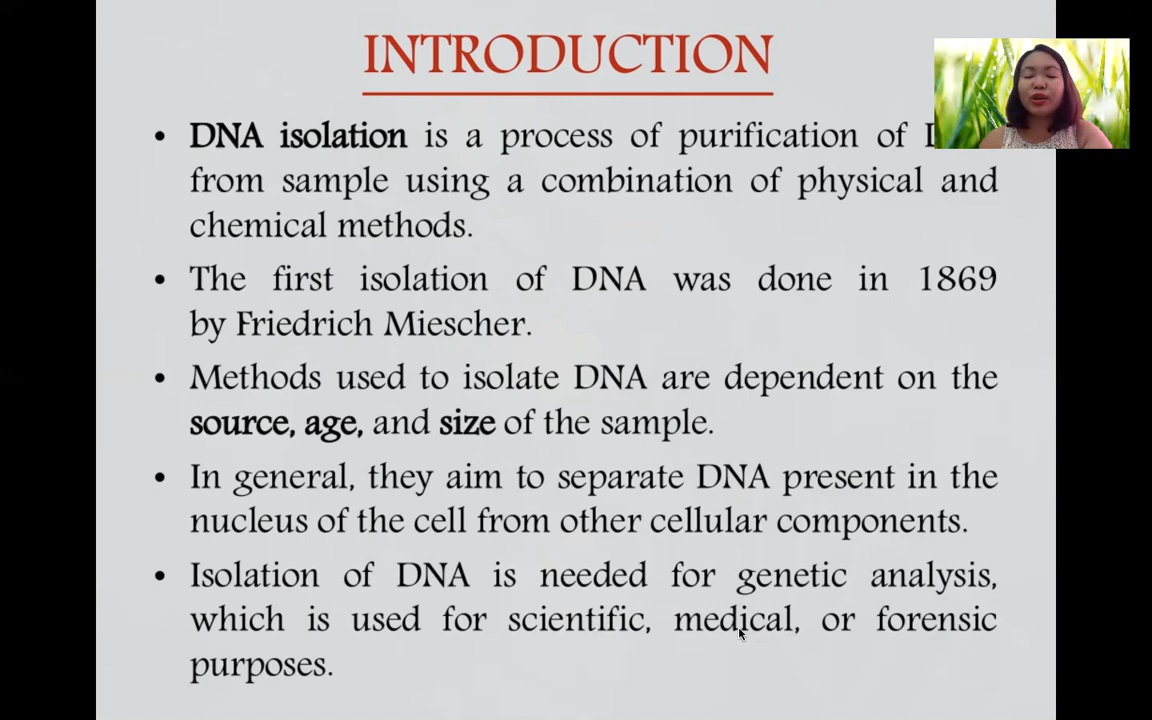 INTRODUCTION
• DNA isolation is a process of purification of
from sample using a combination of physical and
chemical methods.
• The first isolation of DNA was done in 1869
by Friedrich Miescher.
• Methods used to isolate DNA are dependent on the
source, age, and size of the sample.
• In general, they aim to separate DNA present in the
nucleus of the cell from other cellular components.
• Isolation of DNA is needed for genetic analysis,
which is used for scientific, medical, or forensic
purposes.